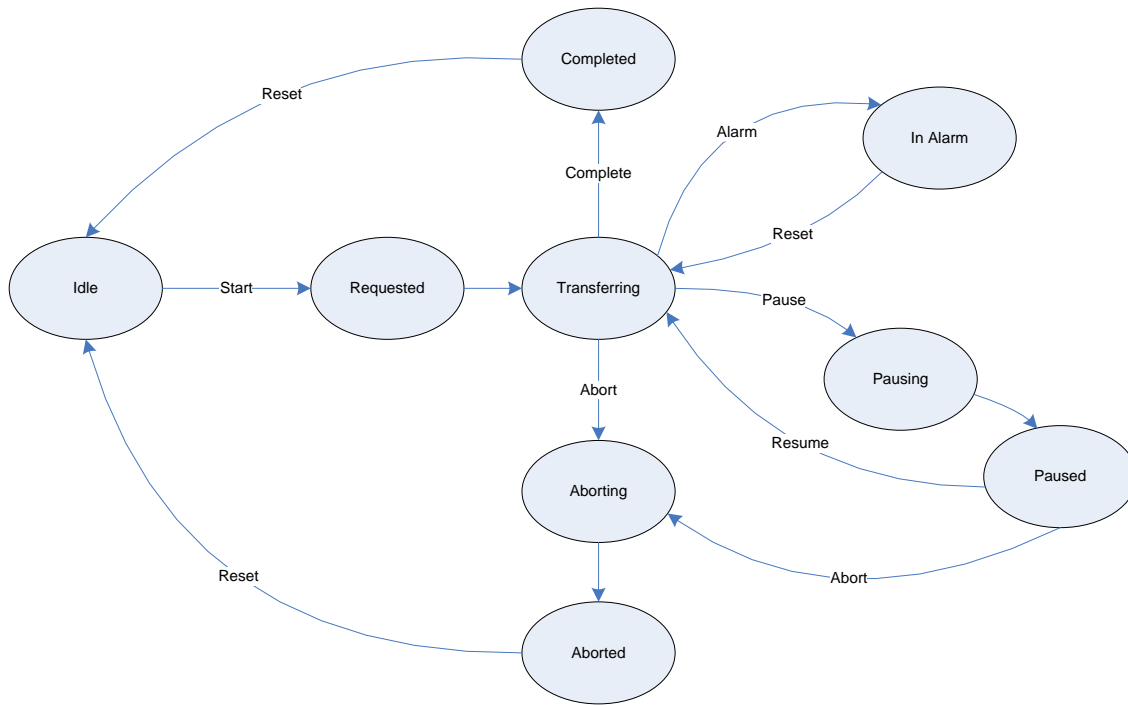 Completed
Reset
Alarm
In Alarm
Complete
Reset
Idle
Start
Requested
Transferring
Pause
Pausing
Abort
Resume
Paused
Aborting
Reset
Abort
Aborted